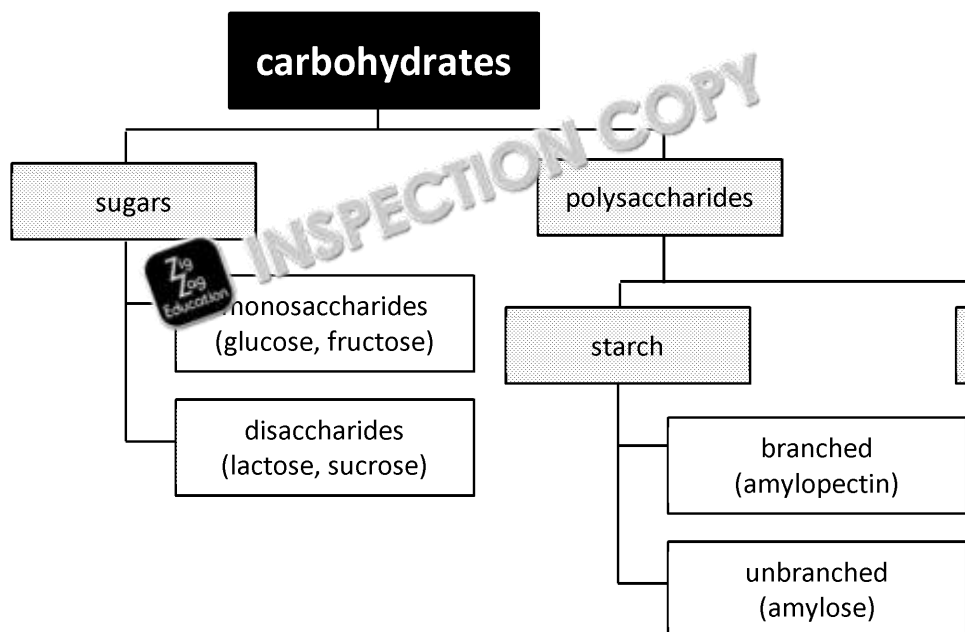 carbohydrates
INSPECTION COPY
sugars
polysaccharides
Zig
Zag
Education
monosaccharides
(glucose, fructose)
starch
disaccharides
(lactose, sucrose)
branched
(amylopectin)
unbranched
(amylose)